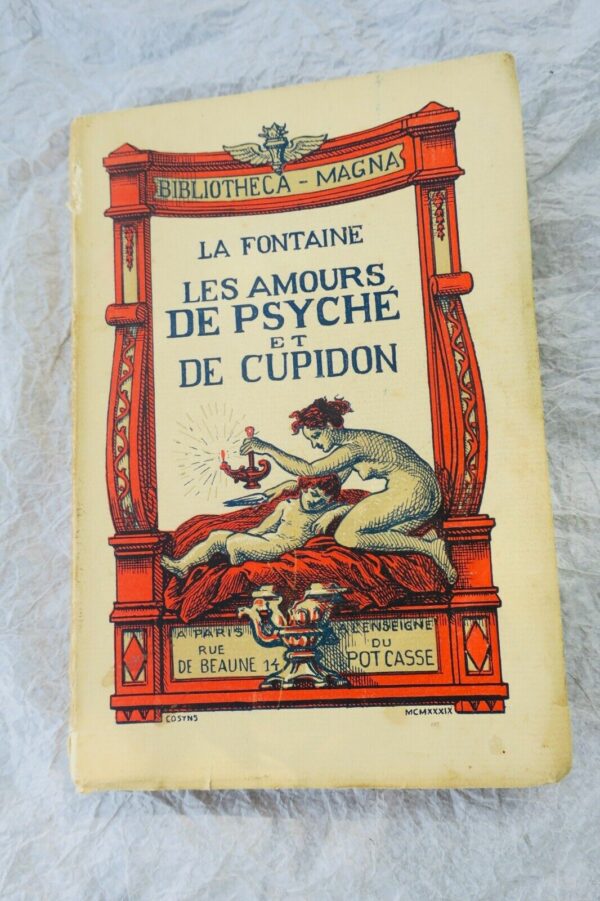 BIBLIOTHECA - MAGNA
LA FONTAINE
LES AMOURS
DE PSYCHÉ
ET
DE CUPIDON
A PARIS
RUE
DE BEAUNE 14
A L'ENSEIGNE
DU
POT CASSE
COSYNS
MCMXXXIX